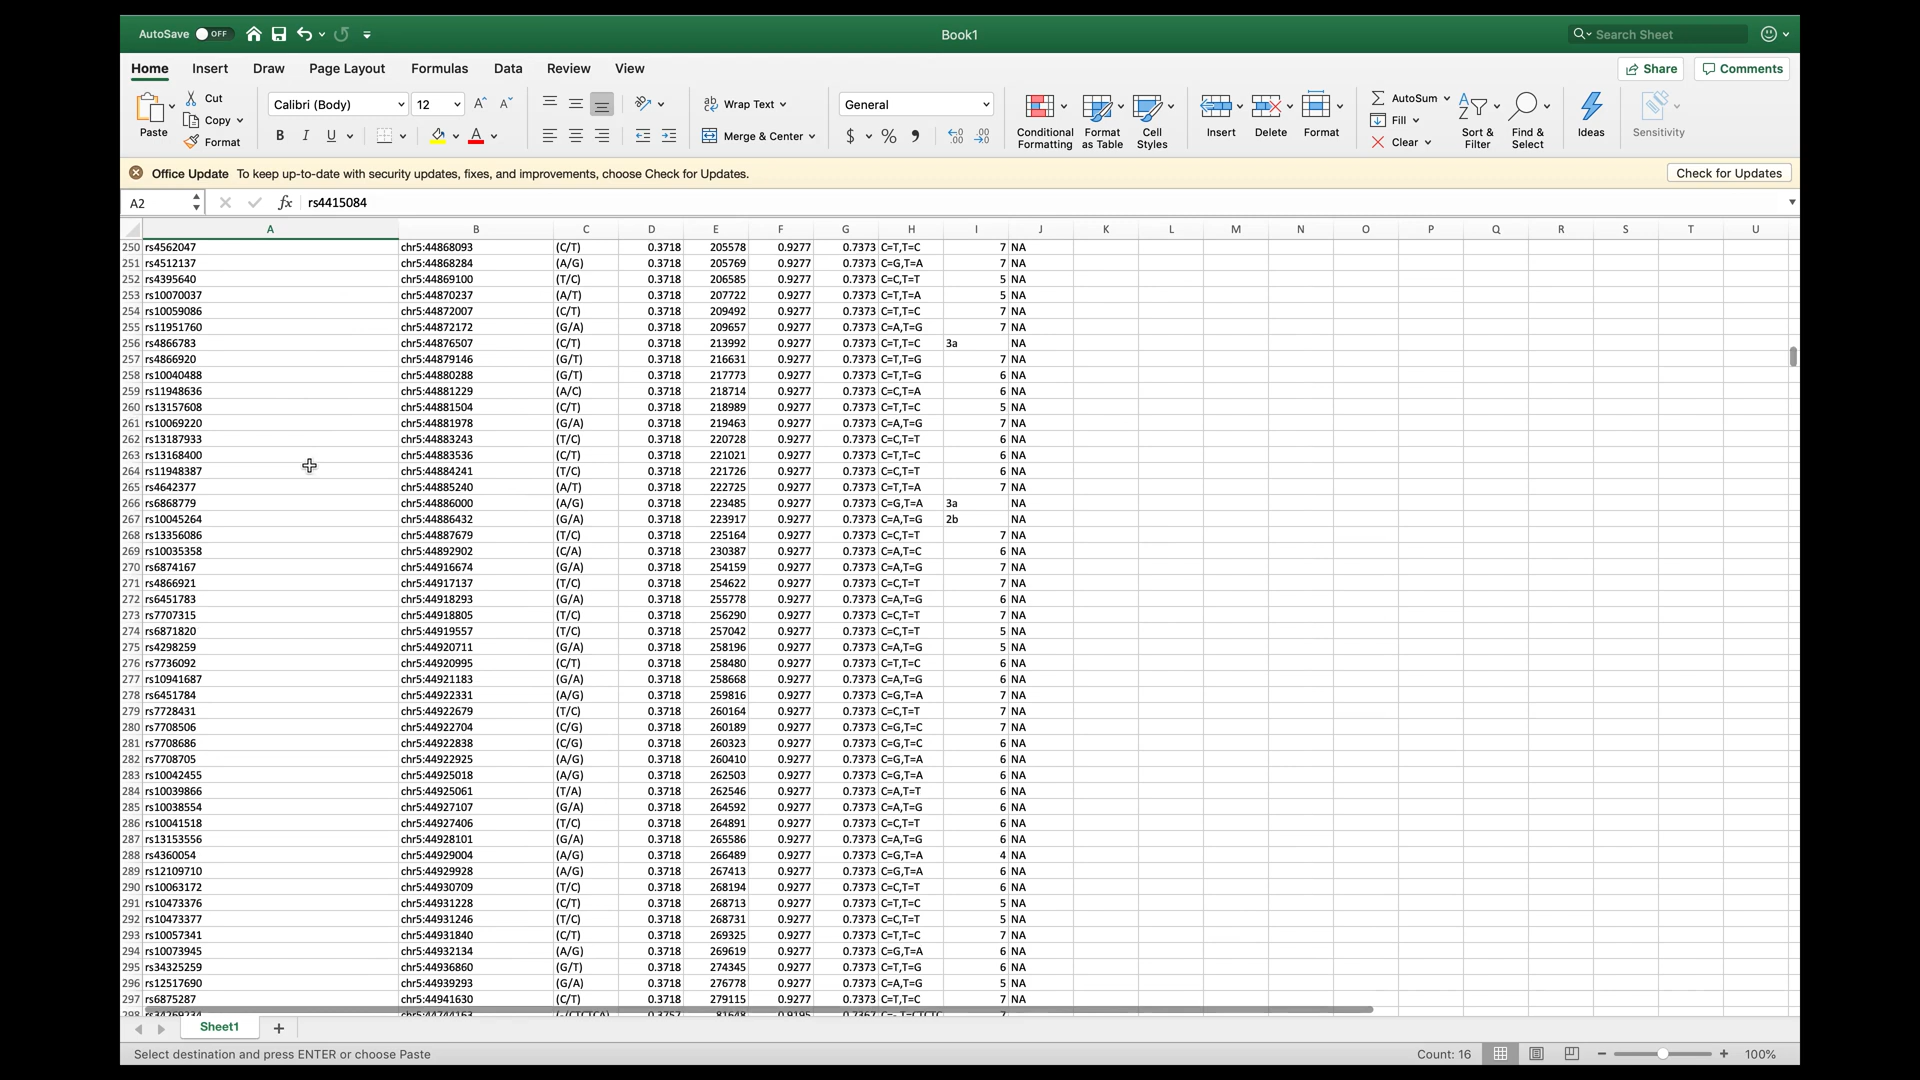 AutoSave OFF Book1 Search Sheet
Home Insert Draw Page Layout Formulas Data Review View Share Comments
Paste Cut Copy Format Calibri (Body) 12 Wrap Text Merge & Center General Conditional Formatting Format as Table Cell Styles Insert Delete Format AutoSum Fill Clear Sort & Filter Find & Select Ideas Sensitivity
Office Update To keep up-to-date with security updates, fixes, and improvements, choose Check for Updates. Check for Updates
A2 fx rs4415084
A B C D E F G H I J K L M N O P Q R S T U
250 rs4562047 chr5:44868093 (C/T) 0.3718 205578 0.9277 0.7373 C=T,T=C 7 NA
251 rs4512137 chr5:44868284 (A/G) 0.3718 205769 0.9277 0.7373 C=G,T=A 7 NA
252 rs4395640 chr5:44869100 (T/C) 0.3718 206585 0.9277 0.7373 C=C,T=T 5 NA
253 rs10070037 chr5:44870237 (A/T) 0.3718 207722 0.9277 0.7373 C=T,T=A 5 NA
254 rs10059086 chr5:44872007 (C/T) 0.3718 209492 0.9277 0.7373 C=T,T=C 7 NA
255 rs11951760 chr5:44872172 (G/A) 0.3718 209657 0.9277 0.7373 C=A,T=G 7 NA
256 rs4866783 chr5:44876507 (C/T) 0.3718 213992 0.9277 0.7373 C=T,T=C 3a NA
257 rs4866920 chr5:44879146 (G/T) 0.3718 216631 0.9277 0.7373 C=T,T=G 7 NA
258 rs10040488 chr5:44880288 (G/T) 0.3718 217773 0.9277 0.7373 C=T,T=G 6 NA
259 rs11948636 chr5:44881229 (A/C) 0.3718 218714 0.9277 0.7373 C=C,T=A 6 NA
260 rs13157608 chr5:44881504 (C/T) 0.3718 218989 0.9277 0.7373 C=T,T=C 5 NA
261 rs10069220 chr5:44881978 (G/A) 0.3718 219463 0.9277 0.7373 C=A,T=G 7 NA
262 rs13187933 chr5:44883243 (T/C) 0.3718 220728 0.9277 0.7373 C=C,T=T 6 NA
263 rs13168400 chr5:44883536 (C/T) 0.3718 221021 0.9277 0.7373 C=T,T=C 6 NA
264 rs11948387 chr5:44884241 (T/C) 0.3718 221726 0.9277 0.7373 C=C,T=T 6 NA
265 rs4642377 chr5:44885240 (A/T) 0.3718 222725 0.9277 0.7373 C=T,T=A 7 NA
266 rs6868779 chr5:44886000 (A/G) 0.3718 223485 0.9277 0.7373 C=G,T=A 3a NA
267 rs10045264 chr5:44886432 (G/A) 0.3718 223917 0.9277 0.7373 C=A,T=G 2b NA
268 rs13356086 chr5:44887679 (T/C) 0.3718 225164 0.9277 0.7373 C=C,T=T 7 NA
269 rs10035358 chr5:44892902 (C/A) 0.3718 230387 0.9277 0.7373 C=A,T=C 6 NA
270 rs6874167 chr5:44916674 (G/A) 0.3718 254159 0.9277 0.7373 C=A,T=G 7 NA
271 rs4866921 chr5:44917137 (T/C) 0.3718 254622 0.9277 0.7373 C=C,T=T 7 NA
272 rs6451783 chr5:44918293 (G/A) 0.3718 255778 0.9277 0.7373 C=A,T=G 6 NA
273 rs7707315 chr5:44918805 (T/C) 0.3718 256290 0.9277 0.7373 C=C,T=T 7 NA
274 rs6871820 chr5:44919557 (T/C) 0.3718 257042 0.9277 0.7373 C=C,T=T 5 NA
275 rs4298259 chr5:44920711 (G/A) 0.3718 258196 0.9277 0.7373 C=A,T=G 5 NA
276 rs7736092 chr5:44920995 (C/T) 0.3718 258480 0.9277 0.7373 C=T,T=C 6 NA
277 rs10941687 chr5:44921183 (G/A) 0.3718 258668 0.9277 0.7373 C=A,T=G 6 NA
278 rs6451784 chr5:44922331 (A/G) 0.3718 259816 0.9277 0.7373 C=G,T=A 7 NA
279 rs7728431 chr5:44922679 (T/C) 0.3718 260164 0.9277 0.7373 C=C,T=T 7 NA
280 rs7708506 chr5:44922704 (C/G) 0.3718 260189 0.9277 0.7373 C=G,T=C 7 NA
281 rs7708686 chr5:44922838 (C/G) 0.3718 260323 0.9277 0.7373 C=G,T=C 6 NA
282 rs7708705 chr5:44922925 (A/G) 0.3718 260410 0.9277 0.7373 C=G,T=A 6 NA
283 rs10042455 chr5:44925018 (A/G) 0.3718 262503 0.9277 0.7373 C=G,T=A 6 NA
284 rs10039866 chr5:44925061 (T/A) 0.3718 262546 0.9277 0.7373 C=A,T=T 6 NA
285 rs10038554 chr5:44927107 (G/A) 0.3718 264592 0.9277 0.7373 C=A,T=G 6 NA
286 rs10041518 chr5:44927406 (T/C) 0.3718 264891 0.9277 0.7373 C=C,T=T 6 NA
287 rs13153556 chr5:44928101 (G/A) 0.3718 265586 0.9277 0.7373 C=A,T=G 6 NA
288 rs4360054 chr5:44929004 (A/G) 0.3718 266489 0.9277 0.7373 C=G,T=A 4 NA
289 rs12109710 chr5:44929928 (A/G) 0.3718 267413 0.9277 0.7373 C=G,T=A 6 NA
290 rs10063172 chr5:44930709 (T/C) 0.3718 268194 0.9277 0.7373 C=C,T=T 6 NA
291 rs10473376 chr5:44931228 (C/T) 0.3718 268713 0.9277 0.7373 C=T,T=C 5 NA
292 rs10473377 chr5:44931246 (T/C) 0.3718 268731 0.9277 0.7373 C=C,T=T 5 NA
293 rs10057341 chr5:44931840 (C/T) 0.3718 269325 0.9277 0.7373 C=T,T=C 7 NA
294 rs10073945 chr5:44932134 (A/G) 0.3718 269619 0.9277 0.7373 C=G,T=A 6 NA
295 rs34325259 chr5:44936860 (G/T) 0.3718 274345 0.9277 0.7373 C=T,T=G 6 NA
296 rs12517690 chr5:44939293 (G/A) 0.3718 276778 0.9277 0.7373 C=A,T=G 5 NA
297 rs6875287 chr5:44941630 (C/T) 0.3718 279115 0.9277 0.7373 C=T,T=C 7 NA
Sheet1
Select destination and press ENTER or choose Paste Count: 16 100%